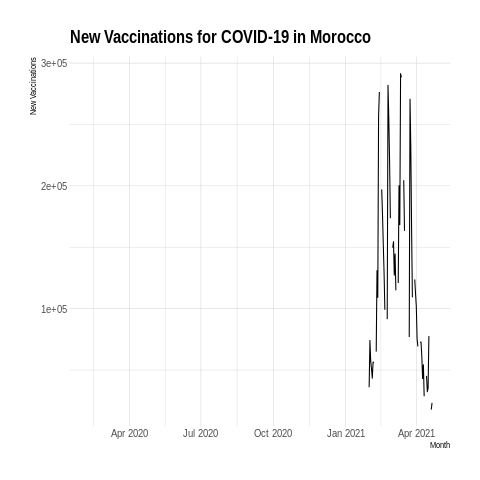 New Vaccinations for COVID-19 in Morocco
New Vaccinations
3e+05
2e+05
1e+05
Apr 2020
Jul 2020
Oct 2020
Jan 2021
Apr 2021
Month